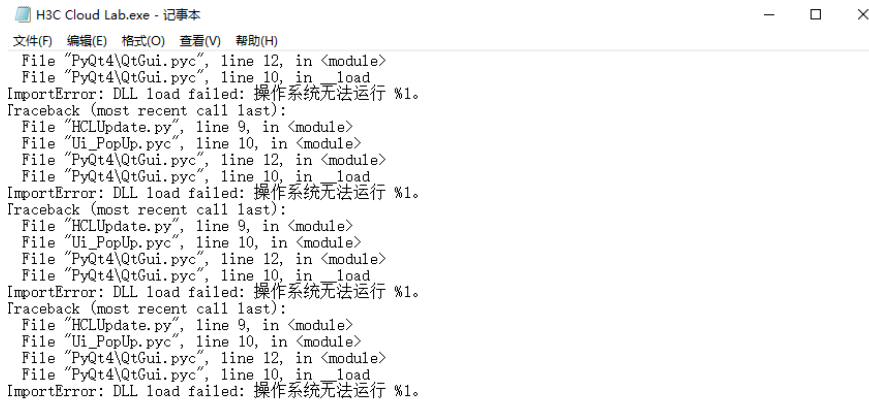 H3C Cloud Lab.exe - 记事本
文件(F) 编辑(E) 格式(O) 查看(V) 帮助(H)
File "PyQt4\QtGui.pyc", line 12, in <module>
File "PyQt4\QtGui.pyc", line 10, in __load
ImportError: DLL load failed: 操作系统无法运行 %1。
Traceback (most recent call last):
File "HCLUpdate.py", line 9, in <module>
File "Ui_PopUp.pyc", line 10, in <module>
File "PyQt4\QtGui.pyc", line 12, in <module>
File "PyQt4\QtGui.pyc", line 10, in __load
ImportError: DLL load failed: 操作系统无法运行 %1。
Traceback (most recent call last):
File "HCLUpdate.py", line 9, in <module>
File "Ui_PopUp.pyc", line 10, in <module>
File "PyQt4\QtGui.pyc", line 12, in <module>
File "PyQt4\QtGui.pyc", line 10, in __load
ImportError: DLL load failed: 操作系统无法运行 %1。
Traceback (most recent call last):
File "HCLUpdate.py", line 9, in <module>
File "Ui_PopUp.pyc", line 10, in <module>
File "PyQt4\QtGui.pyc", line 12, in <module>
File "PyQt4\QtGui.pyc", line 10, in __load
ImportError: DLL load failed: 操作系统无法运行 %1。